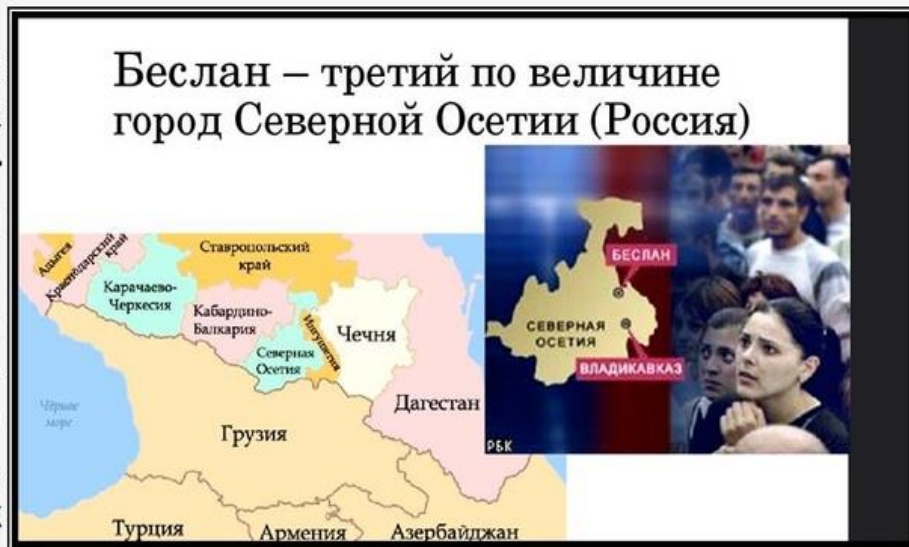 Беслан – третий по величине
город Северной Осетии (Россия)
Адыгея
Краснодарский край
Карачаево-
Черкесия
Ставропольский
край
Кабардино-
Балкария
Северная
Осетия
Ингушетия
Чечня
Дагестан
Чёрное
море
Грузия
Турция
Армения
Азербайджан
БЕСЛАН
СЕВЕРНАЯ
ОСЕТИЯ
ВЛАДИКАВКАЗ
РБК